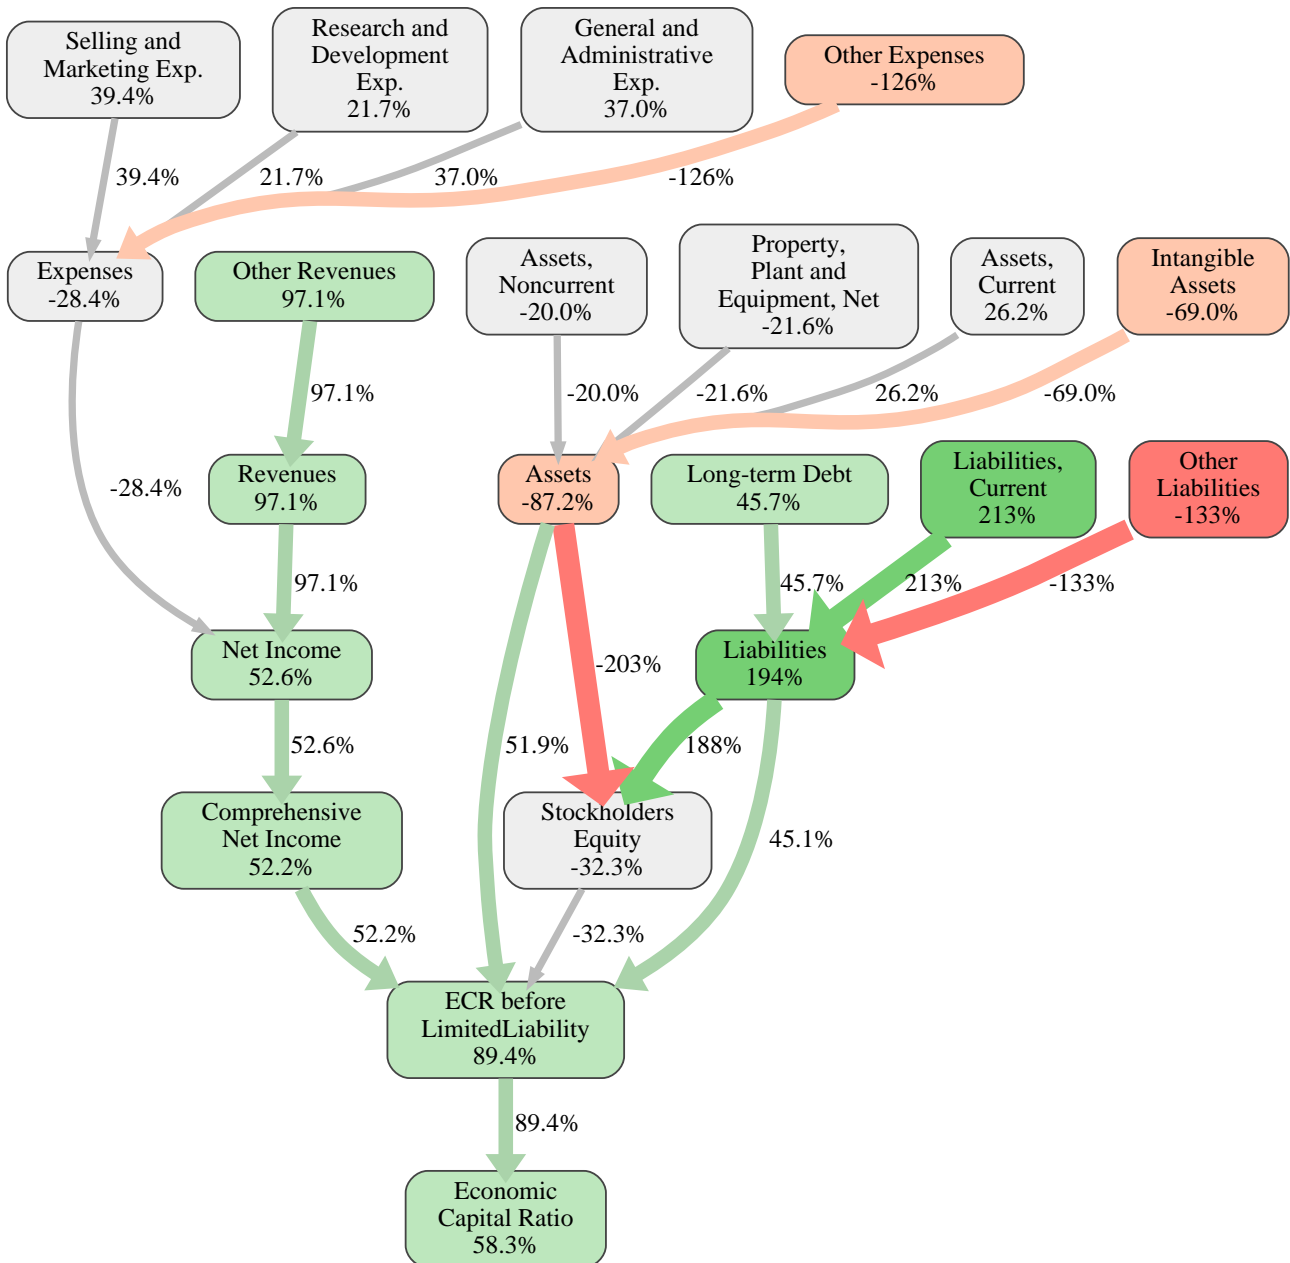 Selling and
Marketing Exp.
39.4%
Research and
Development
Exp.
21.7%
General and
Administrative
Exp.
37.0%
Other Expenses
-126%
39.4%
21.7%
37.0%
-126%
Expenses
-28.4%
Other Revenues
97.1%
Assets,
Noncurrent
-20.0%
Property,
Plant and
Equipment, Net
-21.6%
Assets,
Current
26.2%
Intangible
Assets
-69.0%
97.1%
-20.0%
-21.6%
26.2%
-69.0%
-28.4%
Revenues
97.1%
Assets
-87.2%
Long-term Debt
45.7%
Liabilities,
Current
213%
Other
Liabilities
-133%
97.1%
45.7%
213%
-133%
Net Income
52.6%
-203%
Liabilities
194%
52.6%
51.9%
188%
Comprehensive
Net Income
52.2%
Stockholders
Equity
-32.3%
45.1%
52.2%
-32.3%
ECR before
LimitedLiability
89.4%
89.4%
Economic
Capital Ratio
58.3%